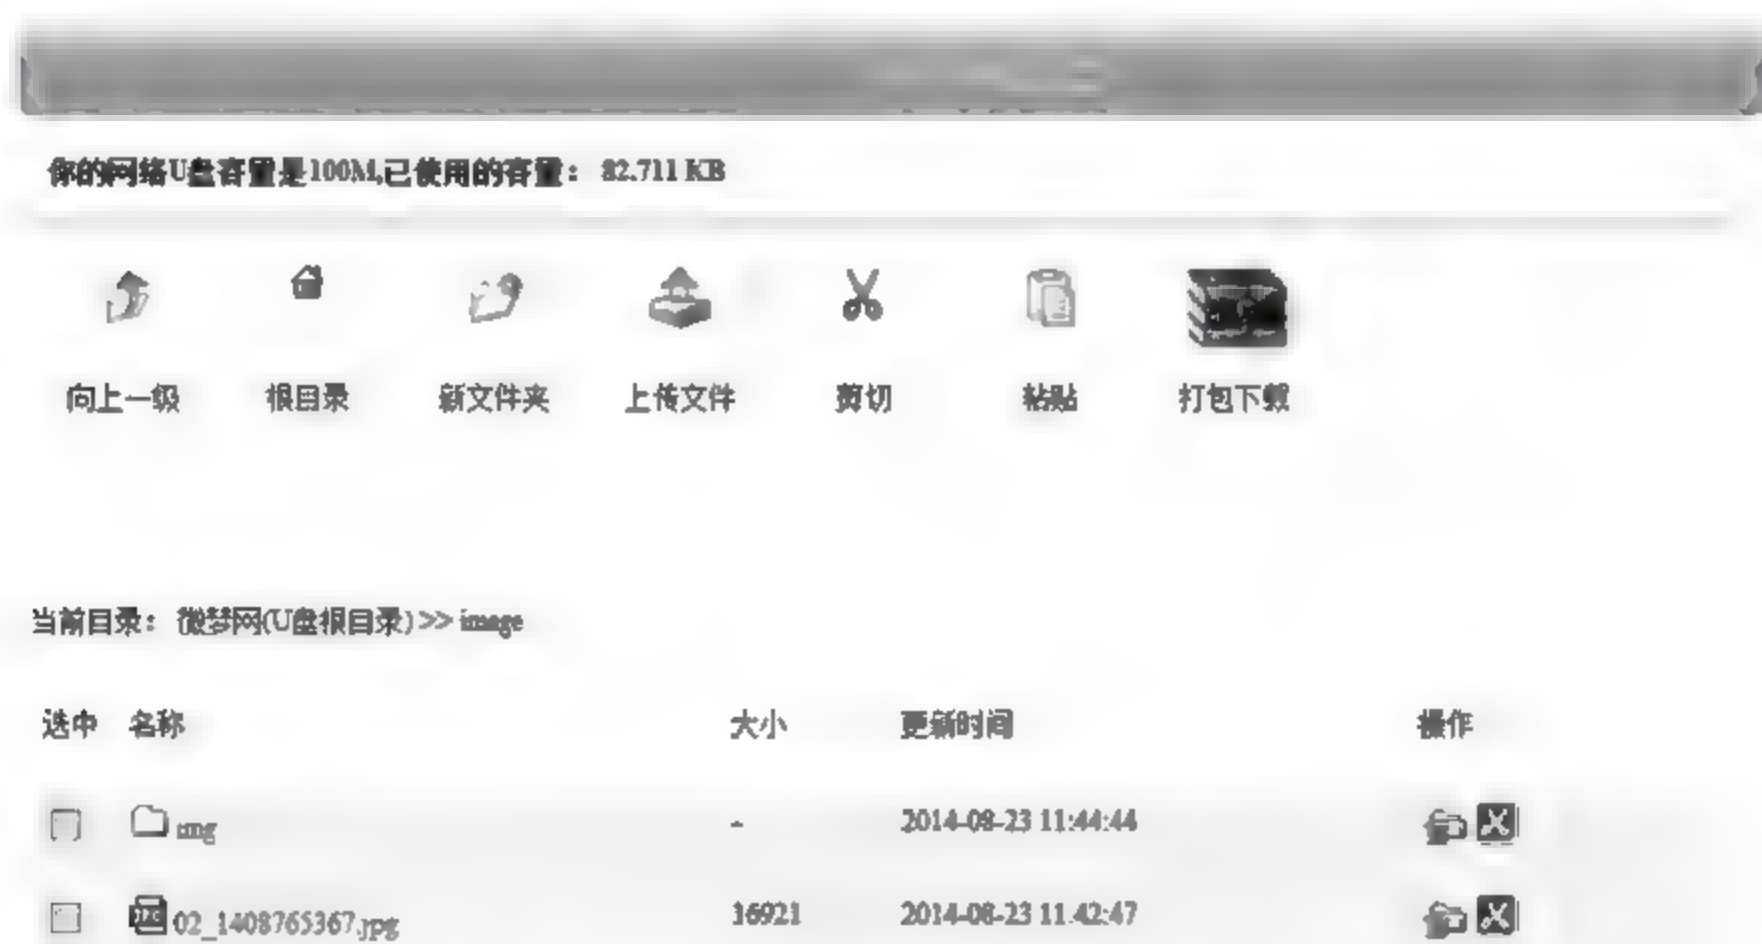 你的网络U盘容量是100M,已使用的容量： 82.711 KB
向上一级 根目录 新文件夹 上传文件 剪切 粘贴 打包下载
当前目录： 微梦网(U盘根目录) >> image
选中 名称 大小 更新时间 操作
img - 2014-08-23 11:44:44
02_1408765367.jpg 16921 2014-08-23 11:42:47